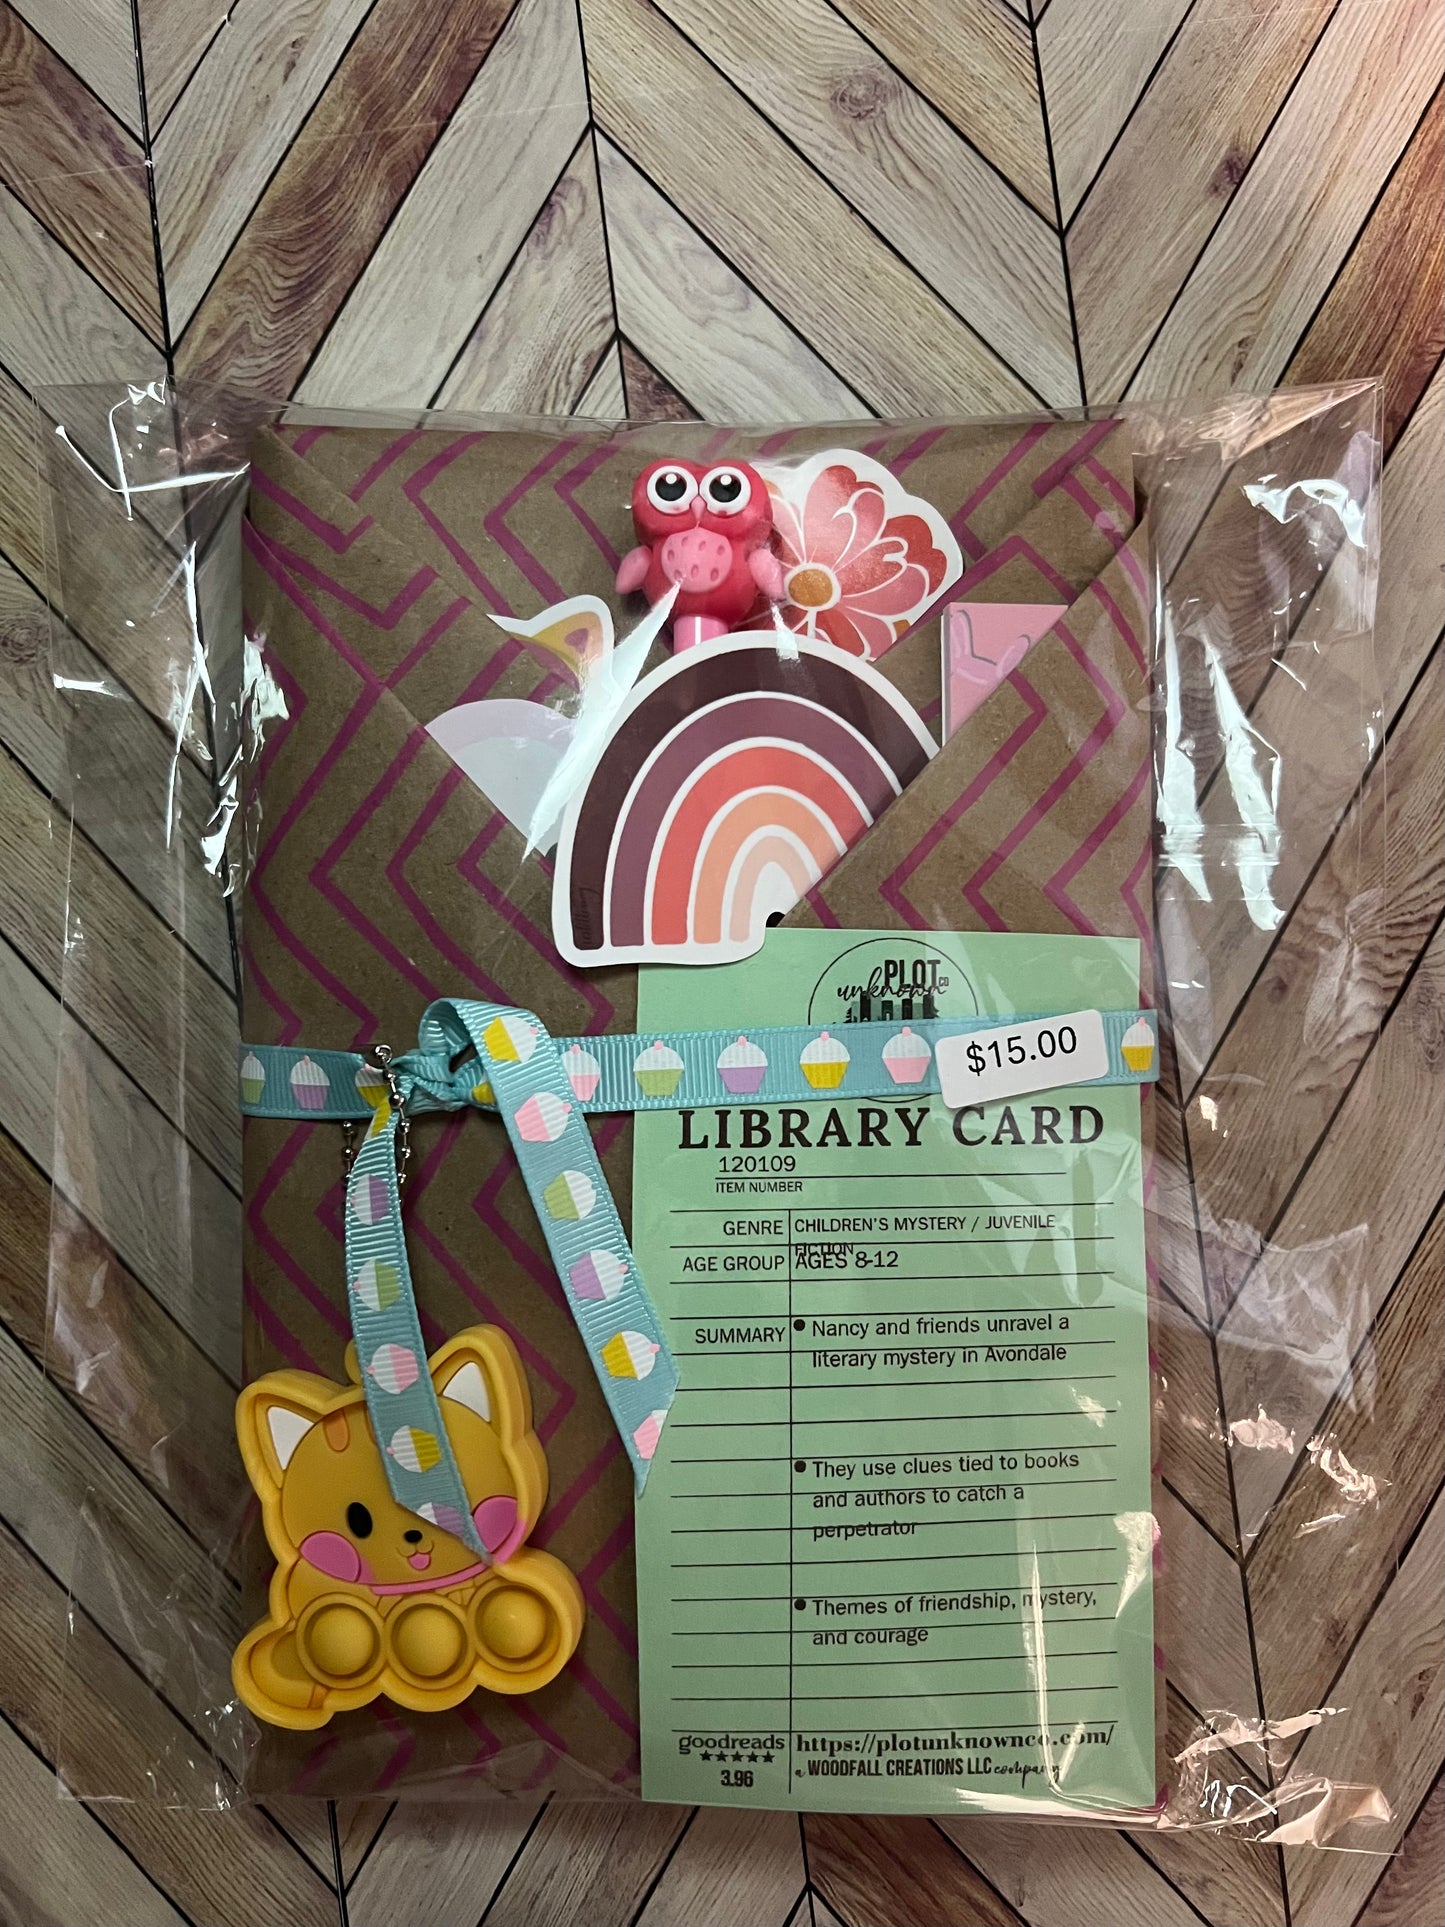 PLOT
unknown CO
$15.00
LIBRARY CARD
120109
ITEM NUMBER
GENRE CHILDREN'S MYSTERY / JUVENILE
FICTION
AGE GROUP AGES 8-12
SUMMARY • Nancy and friends unravel a
literary mystery in Avondale
• They use clues tied to books
and authors to catch a
perpetrator
• Themes of friendship, mystery,
and courage
goodreads https://plotunknownco.com/
★★★★★ a WOODFALL CREATIONS LLC company
3.96